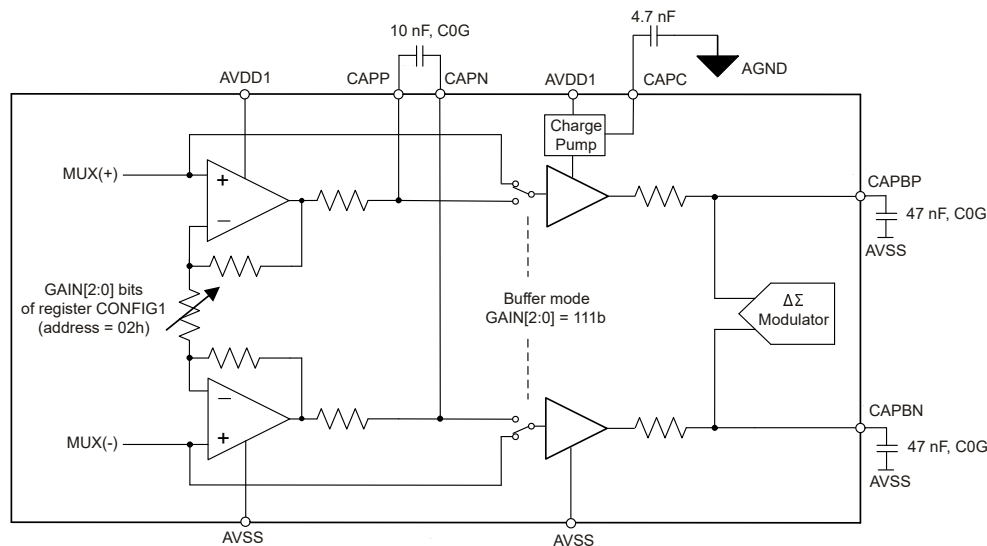 4.7 nF
10 nF, C0G
AGND
AVDD1
CAPP
CAPN
AVDD1
CAPC
Charge
Pump
MUX(+)
+
−
CAPBP
47 nF, C0G
AVSS
GAIN[2:0] bits
of register CONFIG1
(address = 02h)
Buffer mode
GAIN[2:0] = 111b
ΔΣ
Modulator
−
+
MUX(-)
CAPBN
47 nF, C0G
AVSS
AVSS
AVSS